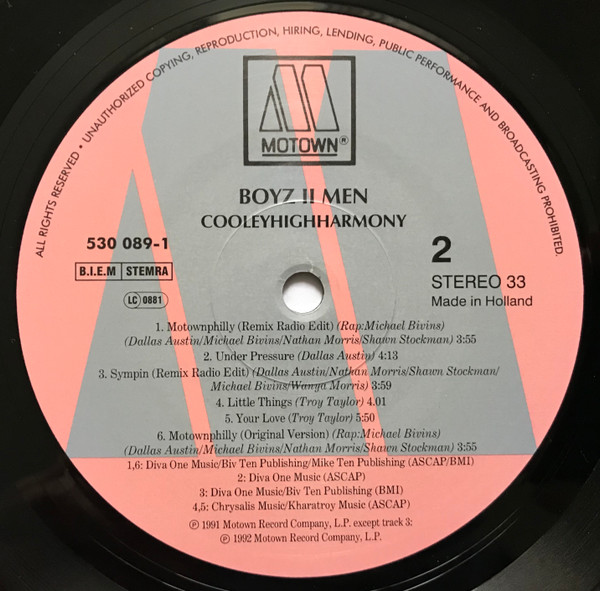 ALL RIGHTS RESERVED • UNAUTHORIZED COPYING, REPRODUCTION, HIRING, LENDING, PUBLIC PERFORMANCE AND BROADCASTING PROHIBITED.
MOTOWN®
BOYZ II MEN
COOLEYHIGHHARMONY
530 089-1
2
B.I.E.M STEMRA
STEREO 33
LC 0881
Made in Holland
1. Motownphilly (Remix Radio Edit) (Rap:Michael Bivins)
(Dallas Austin/Michael Bivins/Nathan Morris/Shawn Stockman) 3:55
2. Under Pressure (Dallas Austin) 4:13
3. Sympin (Remix Radio Edit) (Dallas Austin/Nathan Morris/Shawn Stockman/
Michael Bivins/Wanya Morris) 3:59
4. Little Things (Troy Taylor) 4.01
5. Your Love (Troy Taylor) 5:50
6. Motownphilly (Original Version) (Rap:Michael Bivins)
(Dallas Austin/Michael Bivins/Nathan Morris/Shawn Stockman) 3:55
1,6: Diva One Music/Biv Ten Publishing/Mike Ten Publishing (ASCAP/BMI)
2: Diva One Music (ASCAP)
3: Diva One Music/Biv Ten Publishing (BMI)
4,5: Chrysalis Music/Kharatroy Music (ASCAP)
℗ 1991 Motown Record Company, L.P. except track 3:
℗ 1992 Motown Record Company, L.P.